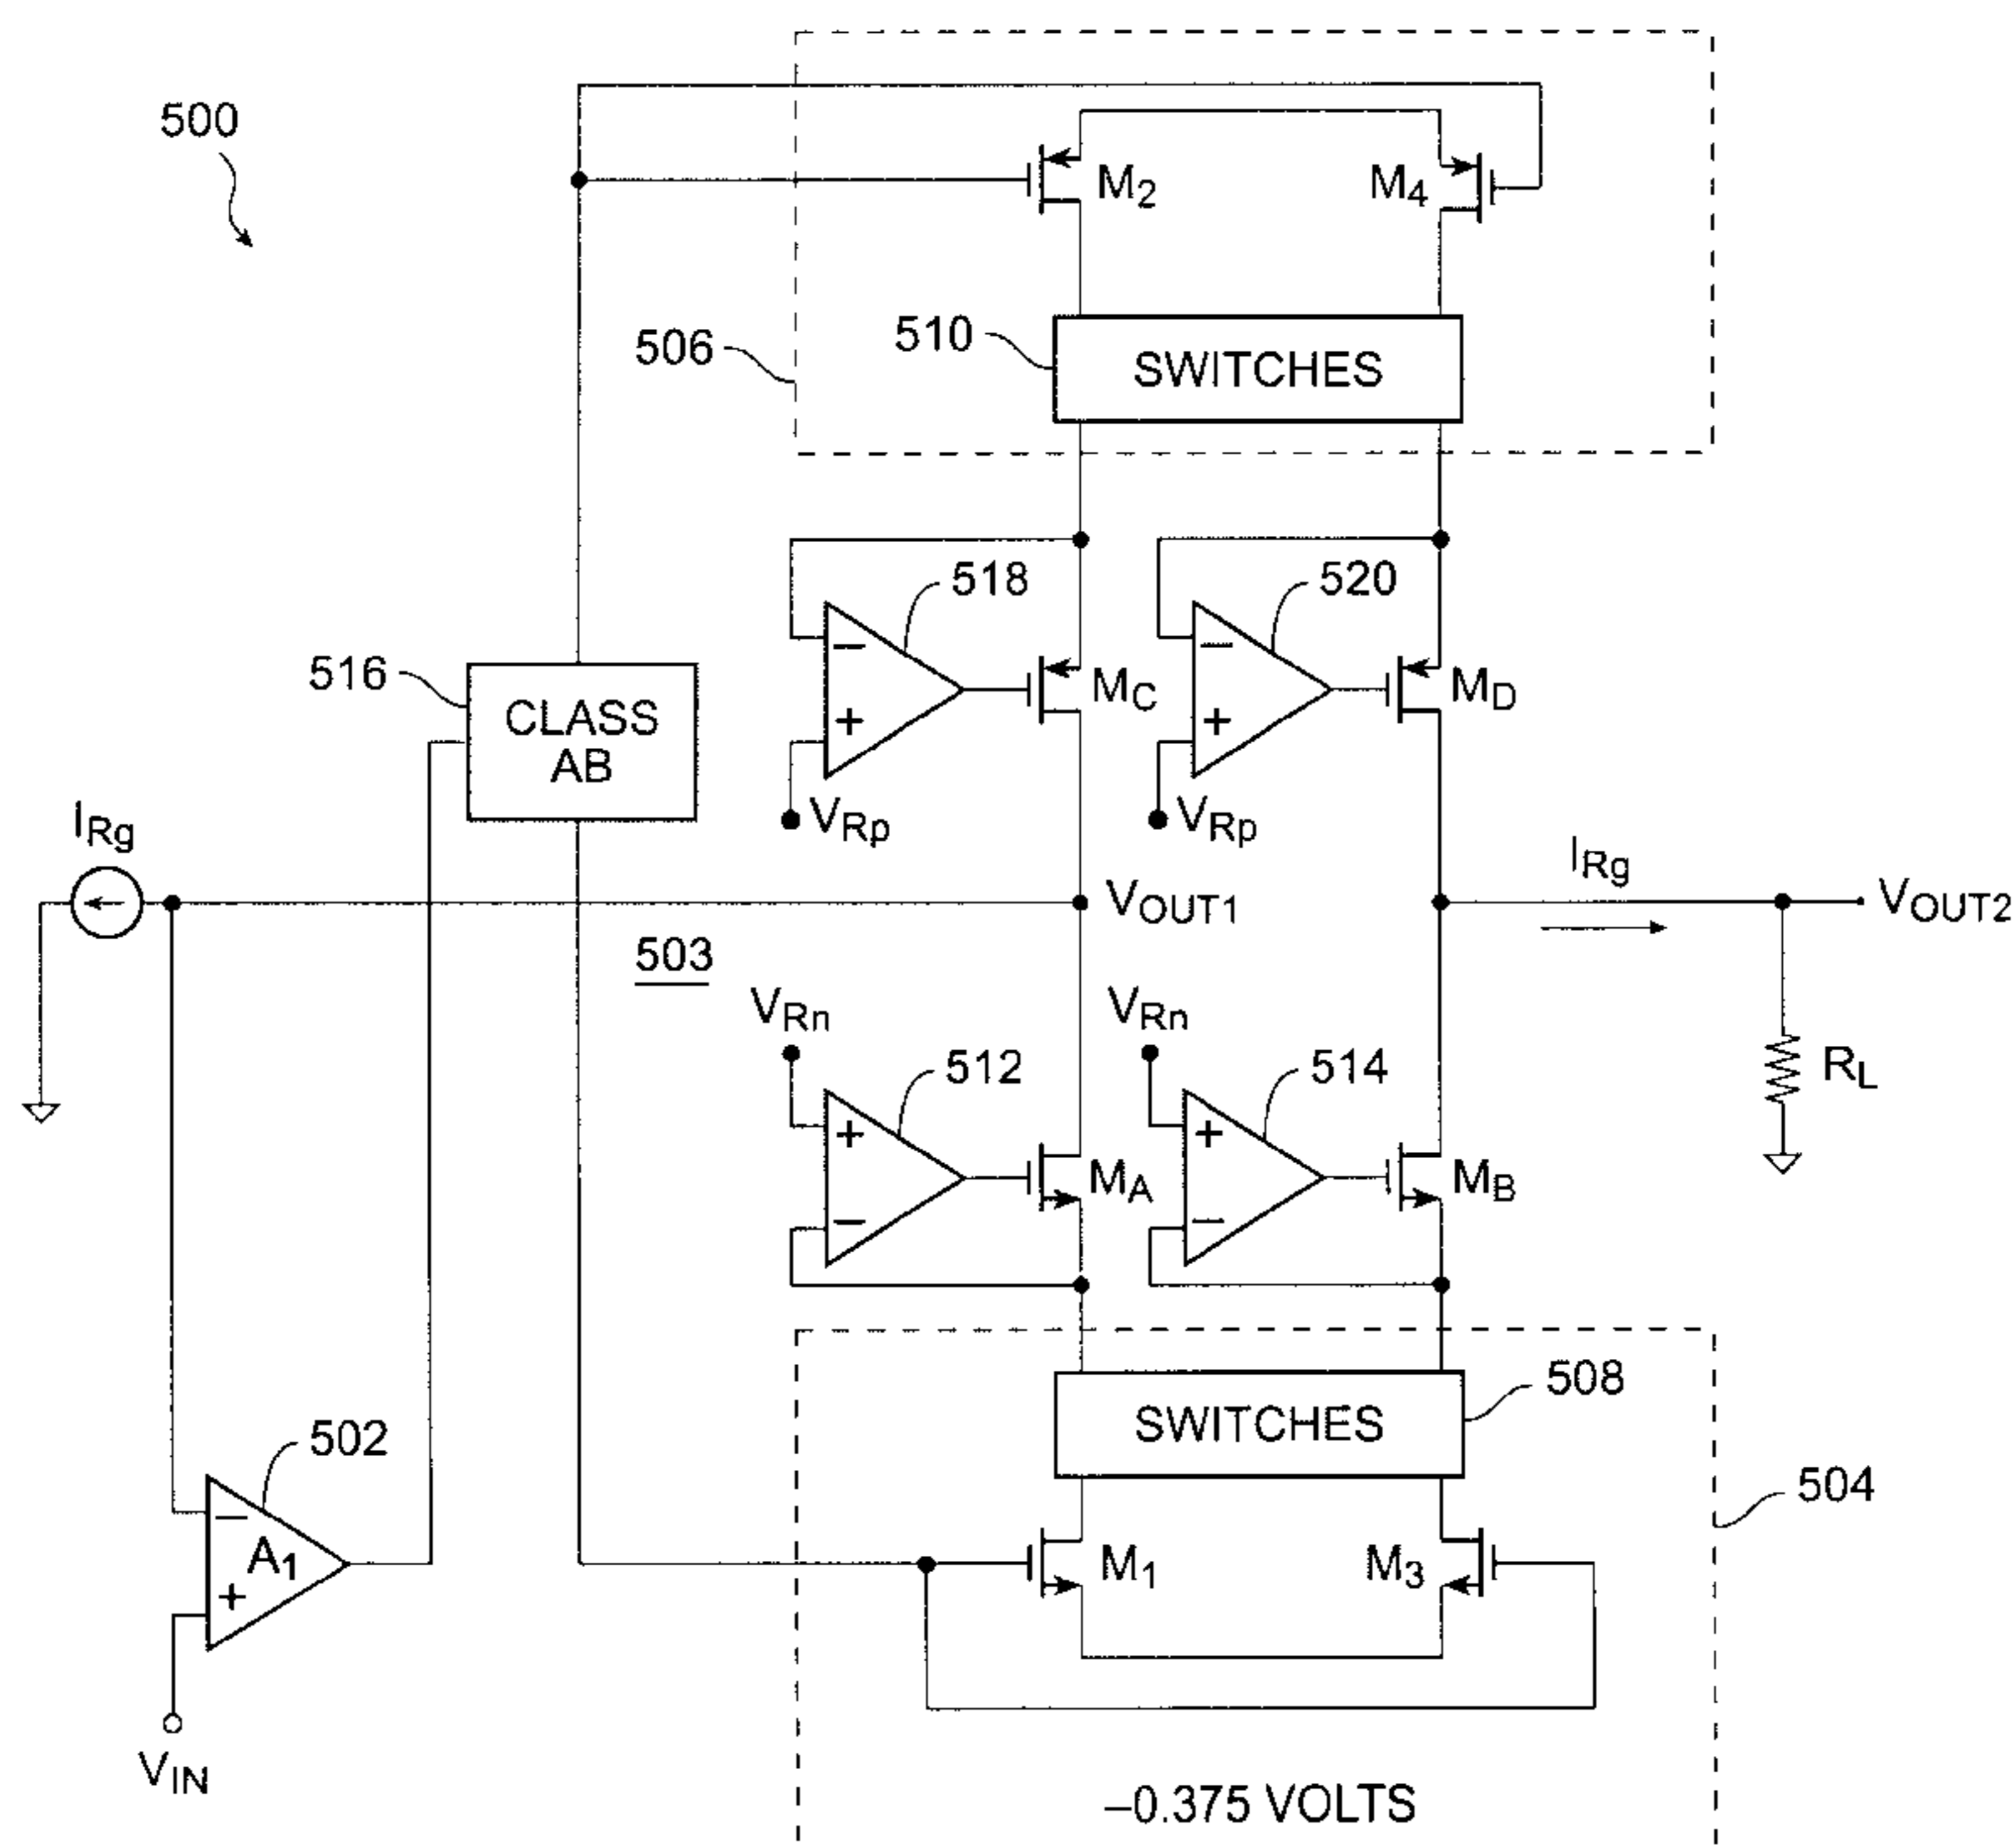 500
M2
M4
510
SWITCHES
506
518
520
516
CLASS
AB
MC
MD
VRp
VRp
IRg
IRg
VOUT1
VOUT2
503
VRn
VRn
512
514
RL
MA
MB
508
SWITCHES
502
504
A1
M1
M3
VIN
–0.375 VOLTS